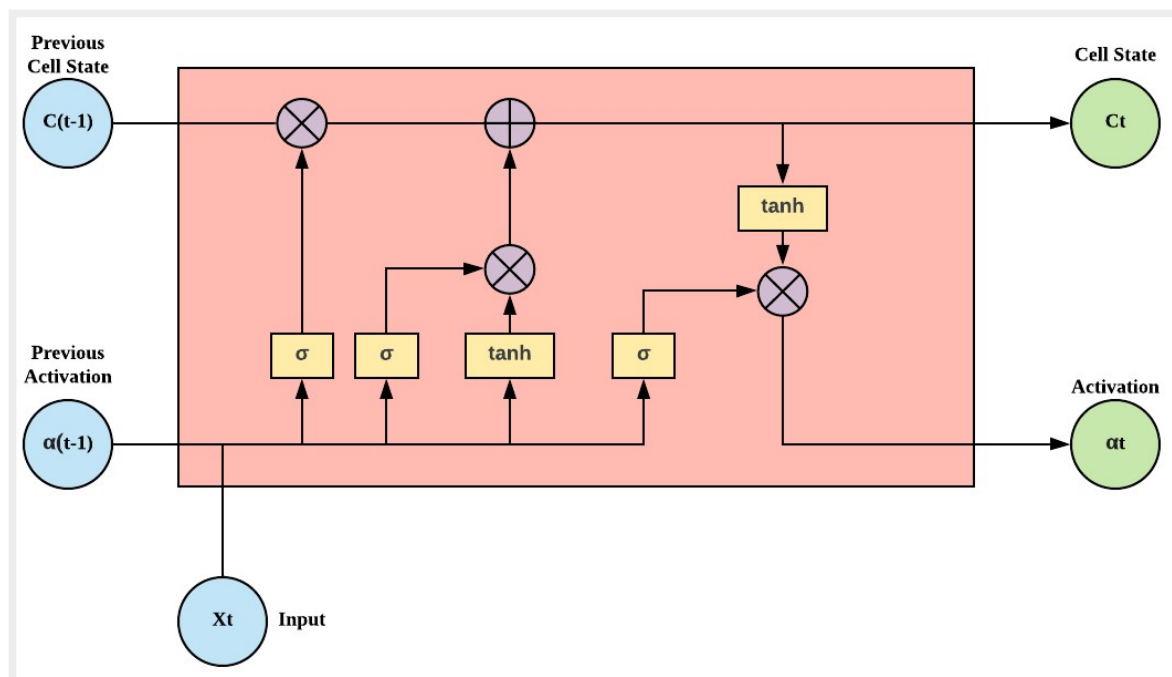 Previous
Cell State
Cell State
C(t-1)
Ct
tanh
σ
σ
tanh
σ
Previous
Activation
Activation
α(t-1)
αt
Xt
Input